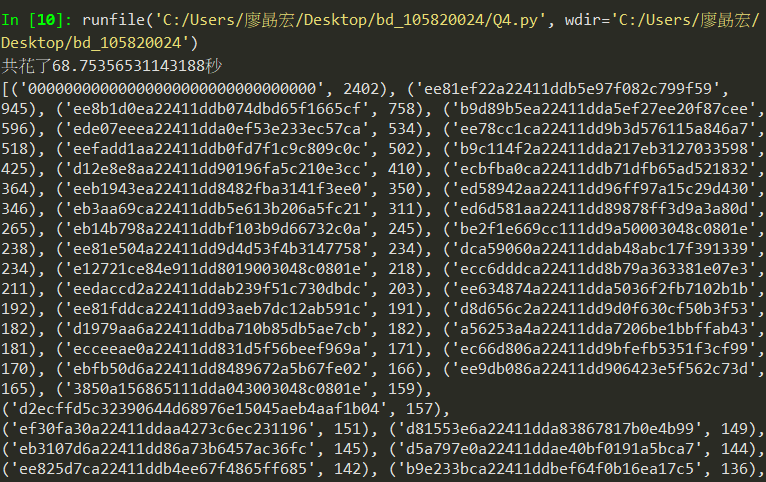 In [10]: runfile('C:/Users/廖勗宏/Desktop/bd_105820024/Q4.py', wdir='C:/Users/廖勗宏/
Desktop/bd_105820024')
共花了68.75356531143188秒
[('00000000000000000000000000000000', 2402), ('ee81ef22a22411ddb5e97f082c799f59',
945), ('ee8b1d0ea22411ddb074dbd65f1665cf', 758), ('b9d89b5ea22411dda5ef27ee20f87cee',
596), ('ede07eeea22411dda0ef53e233ec57ca', 534), ('ee78cc1ca22411dd9b3d576115a846a7',
518), ('eefadd1aa22411ddb0fd7f1c9c809c0c', 502), ('b9c114f2a22411dda217eb3127033598',
425), ('d12e8e8aa22411dd90196fa5c210e3cc', 410), ('ecbfba0ca22411ddb71dfb65ad521832',
364), ('eeb1943ea22411dd8482fba3141f3ee0', 350), ('ed58942aa22411dd96ff97a15c29d430',
346), ('eb3aa69ca22411ddb5e613b206a5fc21', 311), ('ed6d581aa22411dd89878ff3d9a3a80d',
265), ('eb14b798a22411ddbf103b9d66732c0a', 245), ('be2f1e669cc111dd9a50003048c0801e',
238), ('ee81e504a22411dd9d4d53f4b3147758', 234), ('dca59060a22411ddab48abc17f391339',
234), ('e12721ce84e911dd8019003048c0801e', 218), ('ecc6dddca22411dd8b79a363381e07e3',
211), ('eedaccd2a22411ddab239f51c730dbdc', 203), ('ee634874a22411dda5036f2fb7102b1b',
192), ('ee81fddca22411dd93aeb7dc12ab591c', 191), ('d8d656c2a22411dd9d0f630cf50b3f53',
182), ('d1979aa6a22411ddba710b85db5ae7cb', 182), ('a56253a4a22411dda7206be1bbffab43',
181), ('ecceeae0a22411dd831d5f56beef969a', 171), ('ec66d806a22411dd9bfefb5351f3cf99',
170), ('ebfb50d6a22411dd8489672a5b67fe02', 166), ('ee9db086a22411dd906423e5f562c73d',
165), ('3850a156865111dda043003048c0801e', 159),
('d2ecffd5c32390644d68976e15045aeb4aaf1b04', 157),
('ef30fa30a22411ddaa4273c6ec231196', 151), ('d81553e6a22411dda83867817b0e4b99', 149),
('eb3107d6a22411dd86a73b6457ac36fc', 145), ('d5a797e0a22411ddae40bf0191a5bca7', 144),
('ee825d7ca22411ddb4ee67f4865ff685', 142), ('b9e233bca22411ddbef64f0b16ea17c5', 136),